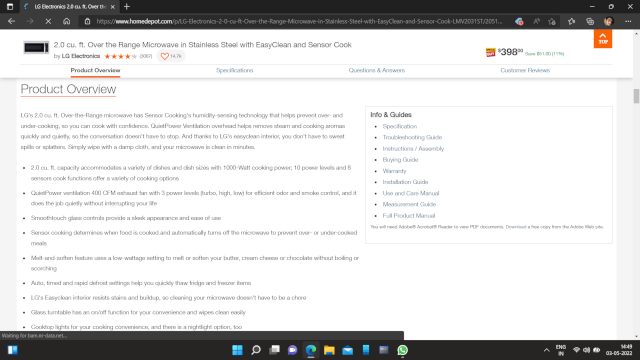 LG Electronics 2.0 cu. ft. Over the
https://www.homedepot.com/p/LG-Electronics-2-0-cu-ft-Over-the-Range-Microwave-in-Stainless-Steel-with-EasyClean-and-Sensor-Cook-LMV2031ST/2051...
2.0 cu. ft. Over the Range Microwave in Stainless Steel with EasyClean and Sensor Cook
by LG Electronics
14.7k
$39800
Save $51.00 (11%)
TOP
Product Overview
Specifications
Questions & Answers
Customer Reviews
Product Overview
LG's 2.0 cu. ft. Over-the-Range microwave has Sensor Cooking's humidity-sensing technology that helps prevent over- and
under-cooking, so you can cook with confidence. QuietPower Ventilation overhead helps remove steam and cooking aromas
quickly and quietly, so the conversation doesn't have to stop. And thanks to LG's easyclean interior, you don't have to sweat
spills or splatters. Simply wipe with a damp cloth, and your microwave is clean in minutes.
• 2.0 cu. ft. capacity accommodates a variety of dishes and dish sizes with 1000-Watt cooking power; 10 power levels and 8
sensors cook functions offer a variety of cooking options
• QuietPower ventilation 400 CFM exhaust fan with 3 power levels (turbo, high, low) for efficient odor and smoke control, and it
does the job quietly without interrupting your life
• Smoothtouch glass controls provide a sleek appearance and ease of use
• Sensor cooking determines when food is cooked and automatically turns off the microwave to prevent over- or under-cooked
meals
• Melt-and-soften feature uses a low-wattage setting to melt or soften your butter, cream cheese or chocolate without boiling or
scorching
• Auto, timed and rapid defrost settings help you quickly thaw fridge and freezer items
• LG's Easyclean interior resists stains and buildup, so cleaning your microwave doesn't have to be a chore
• Glass turntable has an on/off function for your convenience and wipes clean easily
• Cooktop lights for your cooking convenience, and there is a nightlight option, too
Info & Guides
• Specification
• Troubleshooting Guide
• Instructions / Assembly
• Buying Guide
• Warranty
• Installation Guide
• Use and Care Manual
• Measurement Guide
• Full Product Manual
You will need Adobe® Acrobat® Reader to view PDF documents. Download a free copy from the Adobe Web site.
Waiting for bam.nr-data.net...
ENG
IN
14:49
03-05-2022